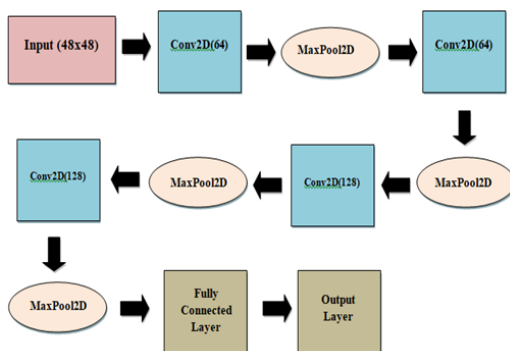 Input (48x48)
Conv2D(64)
MaxPool2D
Conv2D(64)
MaxPool2D
Conv2D(128)
MaxPool2D
Conv2D(128)
MaxPool2D
Fully
Connected
Layer
Output
Layer